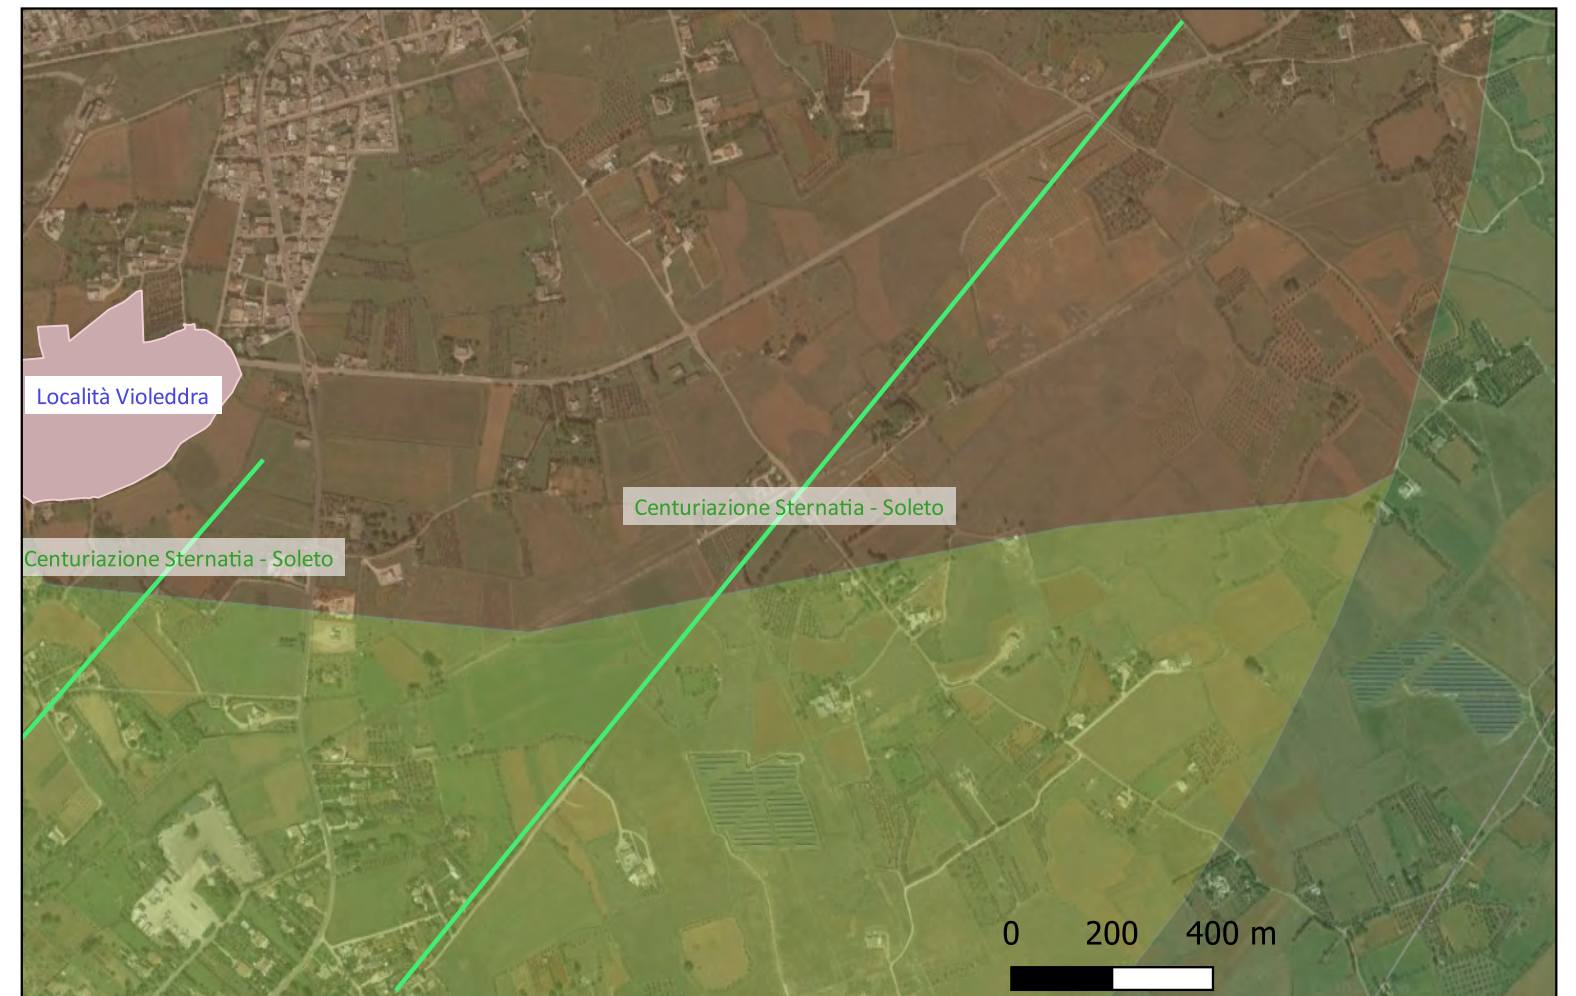 Località Violeddra
Centuriazione Sternatia - Soleto
Centuriazione Sternatia - Soleto
0 200 400 m